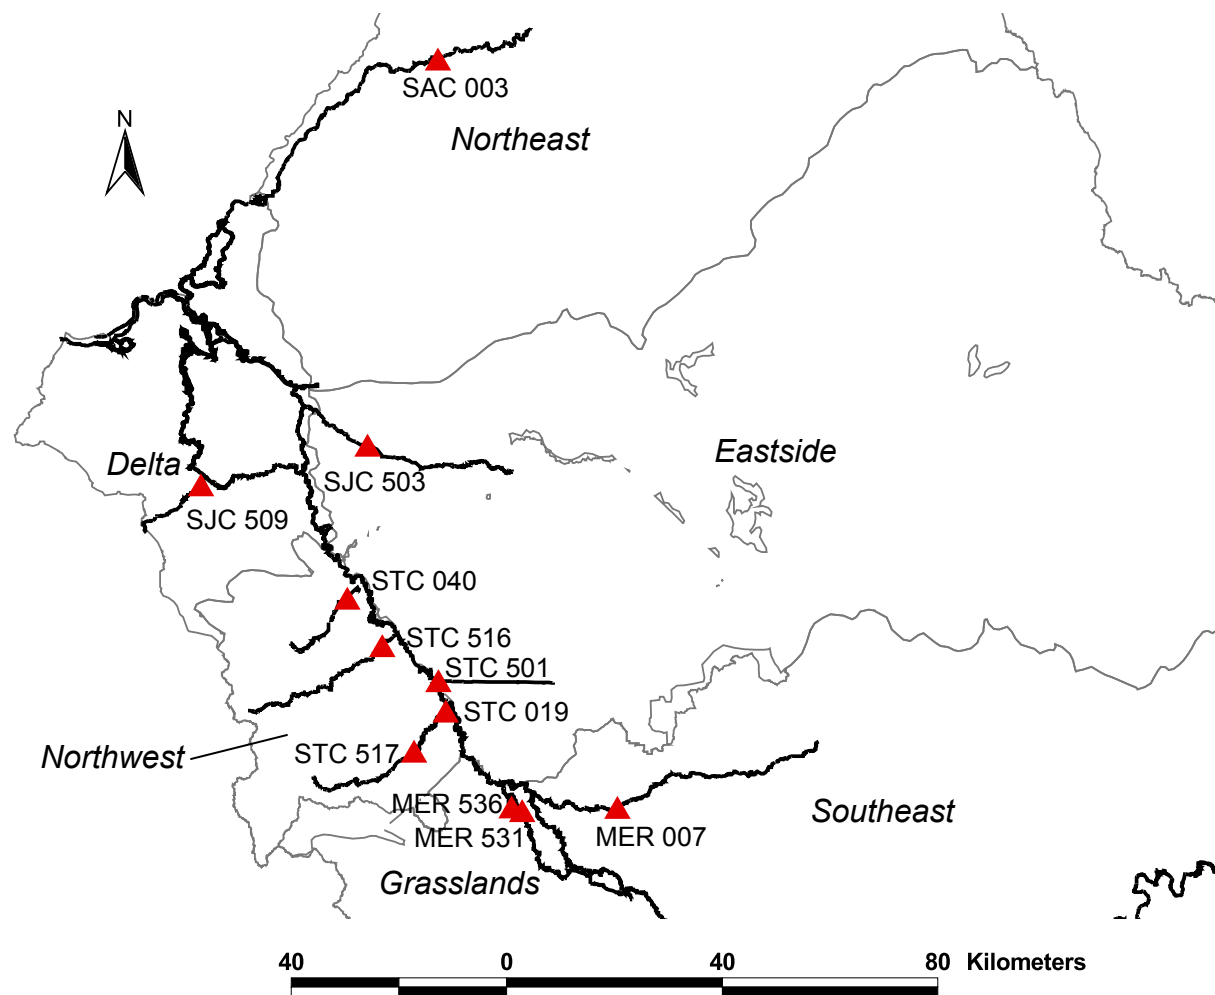 SAC 003
N
Northeast
Eastside
Delta
SJC 503
SJC 509
STC 040
STC 516
STC 501
STC 019
Northwest
STC 517
MER 536
MER 531
MER 007
Southeast
Grasslands
40 0 40 80 Kilometers